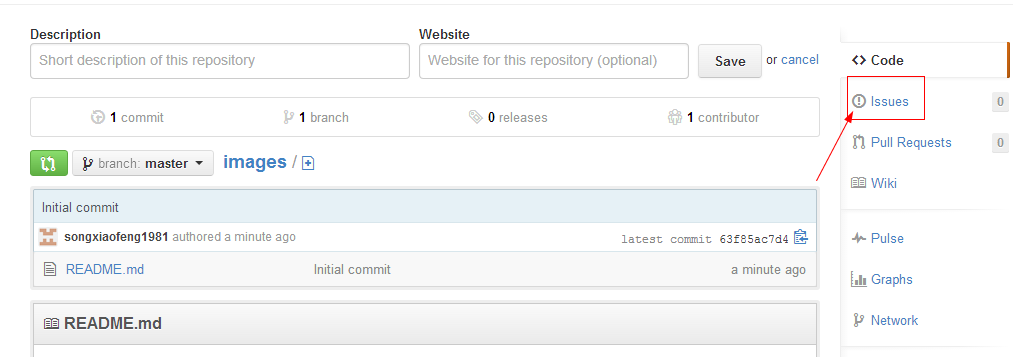 Description
Website
Short description of this repository
Website for this repository (optional)
Save or cancel
1 commit
1 branch
0 releases
1 contributor
branch: master
images /
Initial commit
songxiaofeng1981 authored a minute ago
latest commit 63f85ac7d4
README.md
Initial commit
a minute ago
README.md
Code
Issues 0
Pull Requests 0
Wiki
Pulse
Graphs
Network